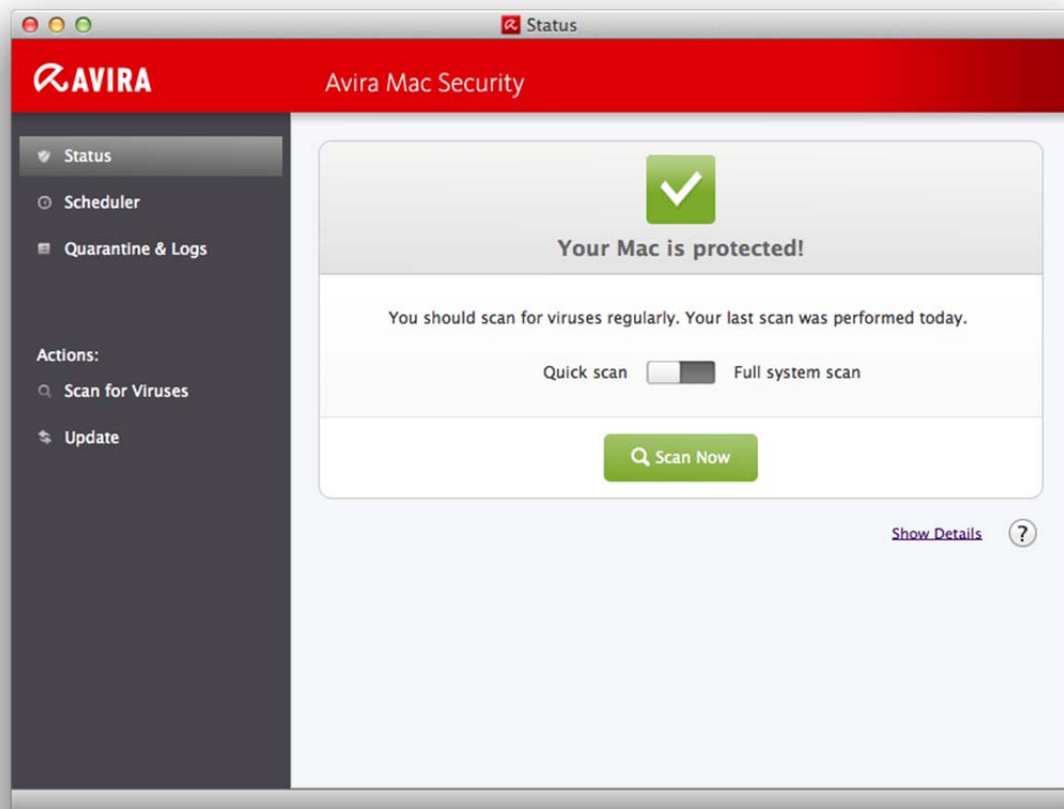 Status
AVIRA
Avira Mac Security
Status
Scheduler
Quarantine & Logs
Actions:
Scan for Viruses
Update
Your Mac is protected!
You should scan for viruses regularly. Your last scan was performed today.
Quick scan Full system scan
Scan Now
Show Details ?